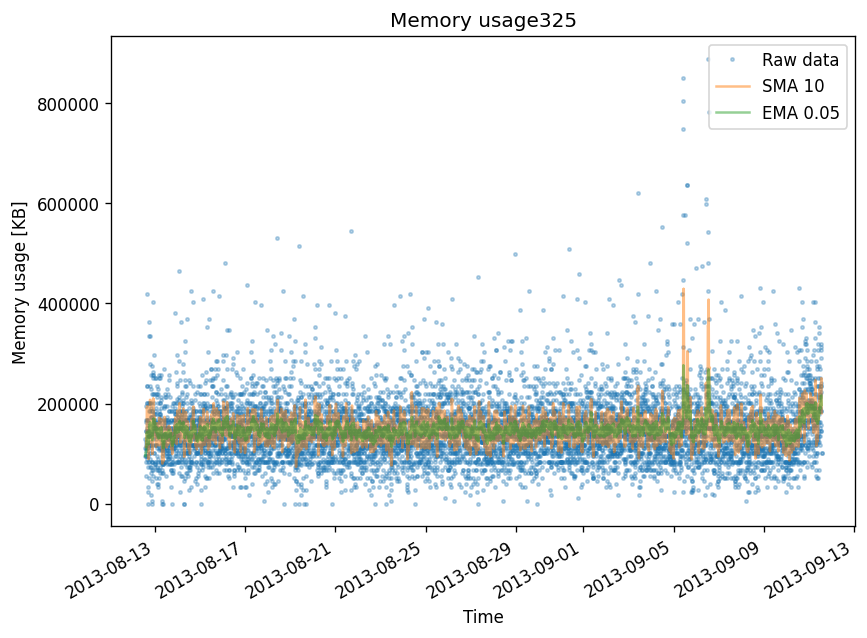 Memory usage325
Raw data
SMA 10
EMA 0.05
Memory usage [KB]
800000
600000
400000
200000
0
2013-08-13
2013-08-17
2013-08-21
2013-08-25
2013-08-29
2013-09-01
2013-09-05
2013-09-09
2013-09-13
Time